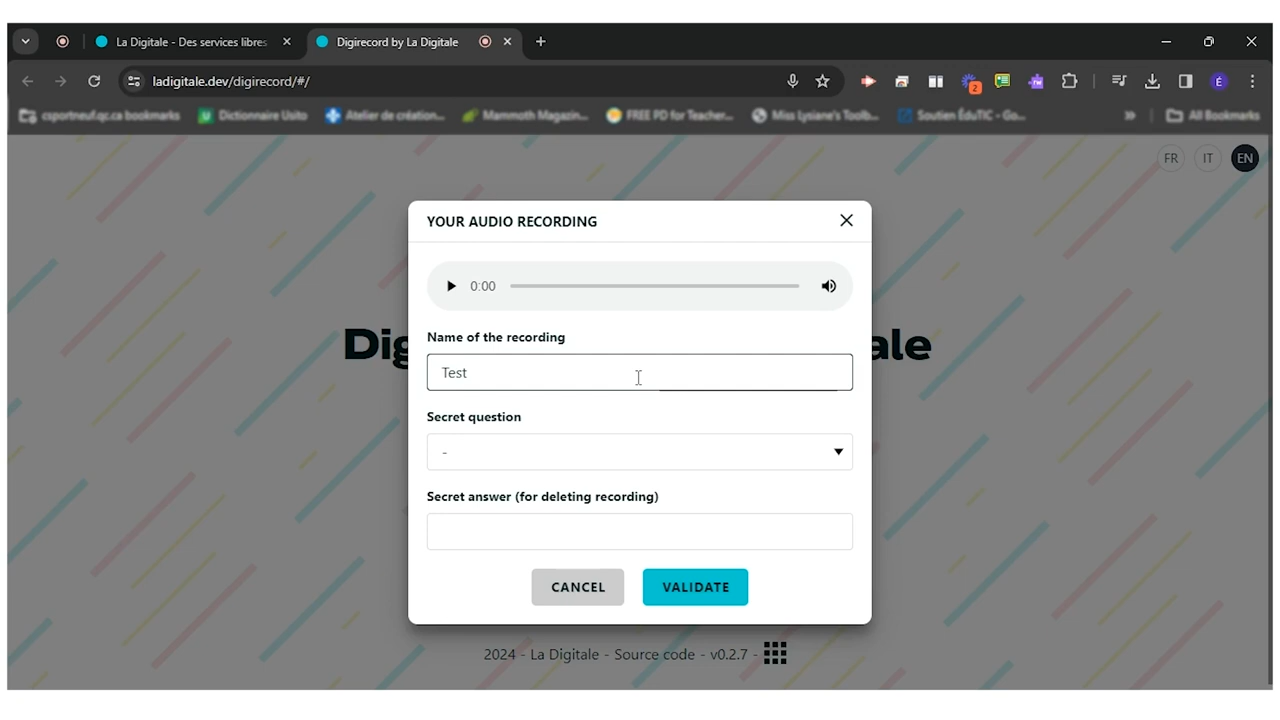 La Digitale - Des services libres
Digirecord by La Digitale
ladigitale.dev/digirecord/#/
2
É
csportneuf.qc.ca bookmarks
Dictionnaire Usito
Atelier de création...
Mammoth Magazin...
FREE PD for Teacher...
Miss Lysiane's Toolb...
Soutien ÉduTIC - Go...
All Bookmarks
FR IT EN
YOUR AUDIO RECORDING
0:00
Name of the recording
Dig
ale
Test
Secret question
-
Secret answer (for deleting recording)
CANCEL
VALIDATE
2024 - La Digitale - Source code - v0.2.7 -